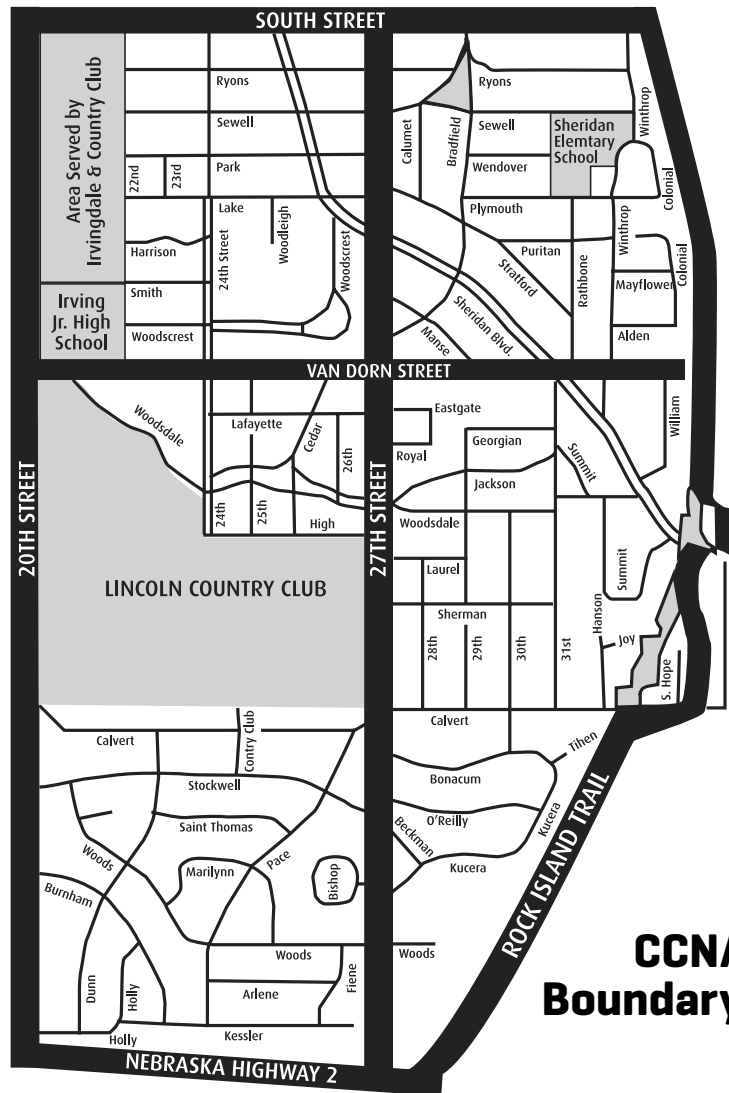 SOUTH STREET
Area Served by
Irvingdale & Country Club
Ryons
Sewell
22nd
23rd
Park
Lake
24th Street
Woodleigh
Woodscrest
Harrison
Irving
Jr. High
School
Smith
Woodscrest
Ryons
Calumet
Bradfield
Sewell
Wendover
Sheridan
Elemtary
School
Winthrop
Colonial
Plymouth
Puritan
Stratford
Rathbone
Winthrop
Mayflower
Colonial
Sheridan Blvd.
Manse
Alden
VAN DORN STREET
20TH STREET
27TH STREET
Woodsdale
Lafayette
Cedar
26th
24th
25th
High
LINCOLN COUNTRY CLUB
Eastgate
Royal
Georgian
Jackson
Summit
William
Woodsdale
Laurel
Sherman
28th
29th
30th
31st
Hanson
Joy
Summit
S. Hope
Calvert
Contry Club
Calvert
Stockwell
Saint Thomas
Woods
Marilynn
Pace
Bishop
Burnham
Dunn
Holly
Woods
Arlene
Fiene
Kessler
Holly
Tihen
Bonacum
O'Reilly
Beckman
Kucera
Kucera
Woods
ROCK ISLAND TRAIL
NEBRASKA HIGHWAY 2
CCNA
Boundary